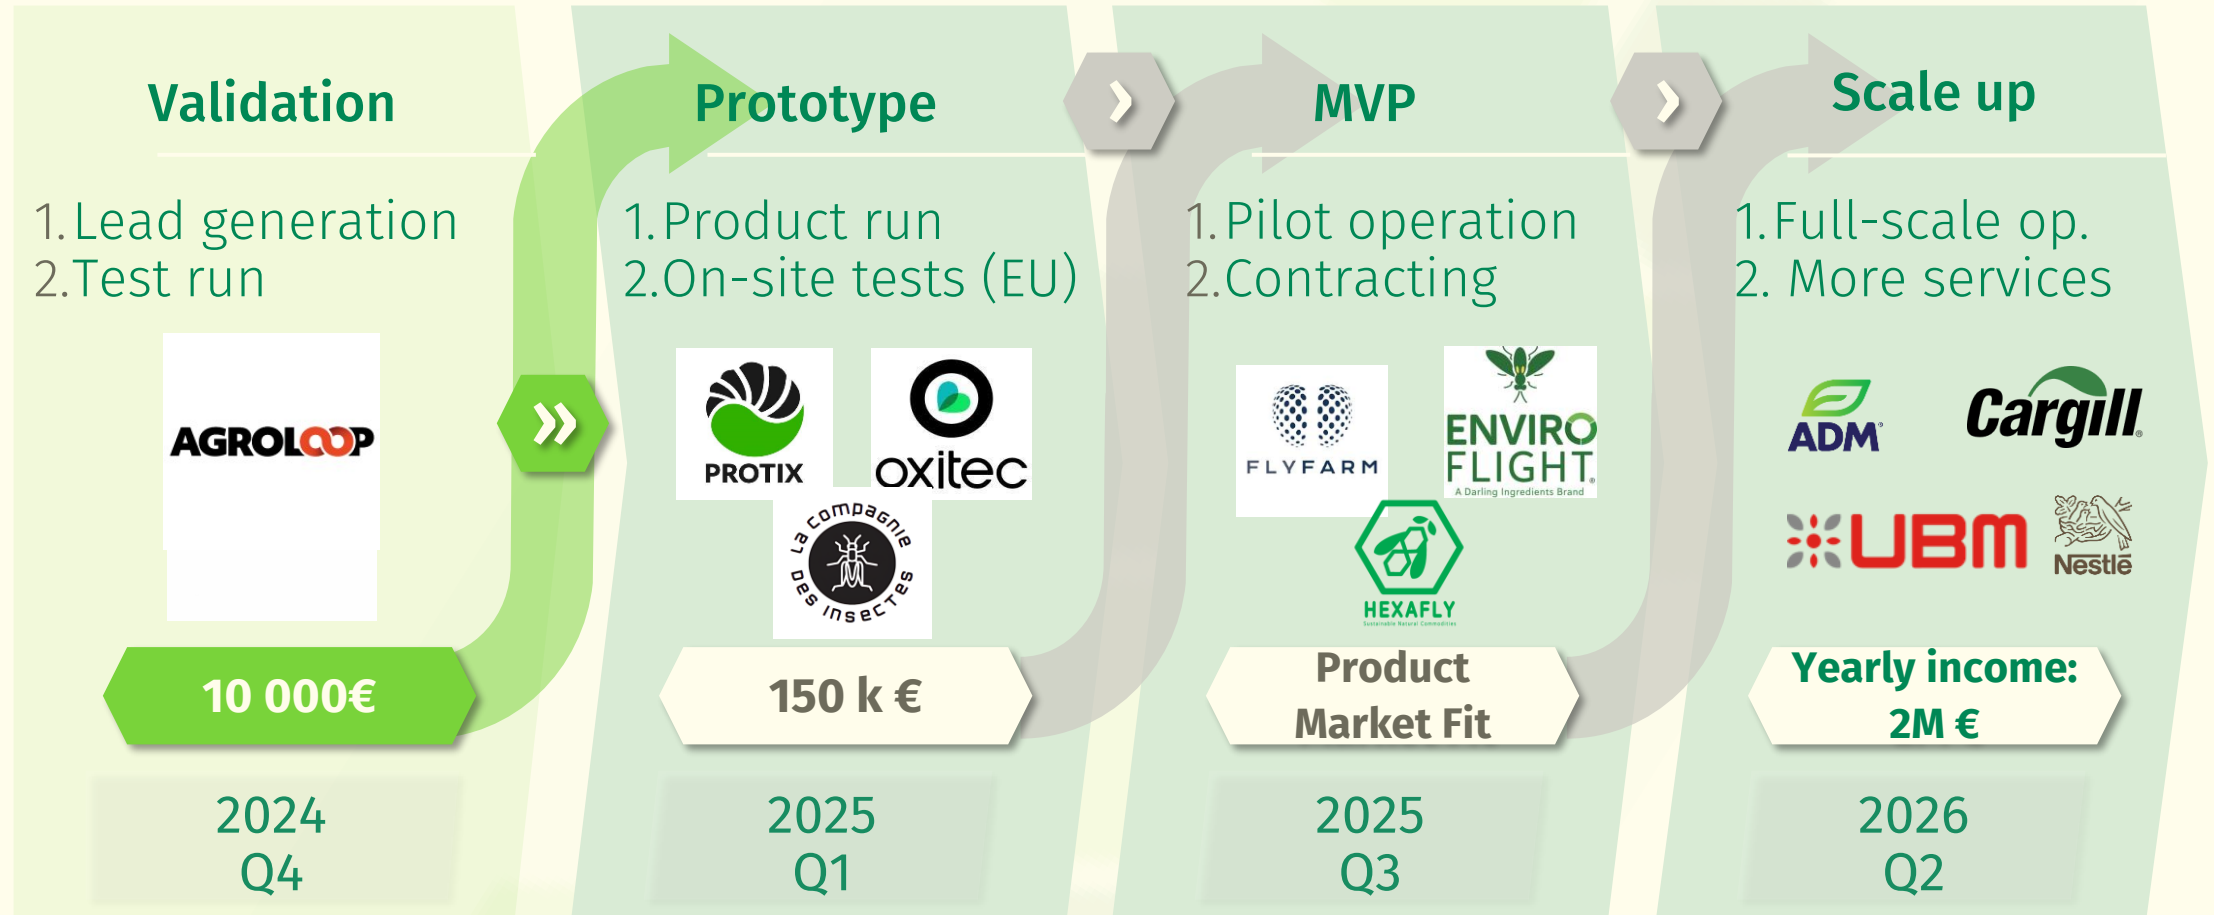 Validation
1. Lead generation
2. Test run
AGROLOOP
10 000€
2024
Q4
Prototype
1. Product run
2. On-site tests (EU)
PROTIX
oxitec
La compagnie
des insectes
150 k €
2025
Q1
MVP
1. Pilot operation
2. Contracting
FLYFARM
ENVIRO
FLIGHT®
A Darling Ingredients Brand
HEXAFLY
Sustainable Natural Commodities
Product
Market Fit
2025
Q3
Scale up
1. Full-scale op.
2. More services
ADM
Cargill
UBM
Nestlé
Yearly income:
2M €
2026
Q2